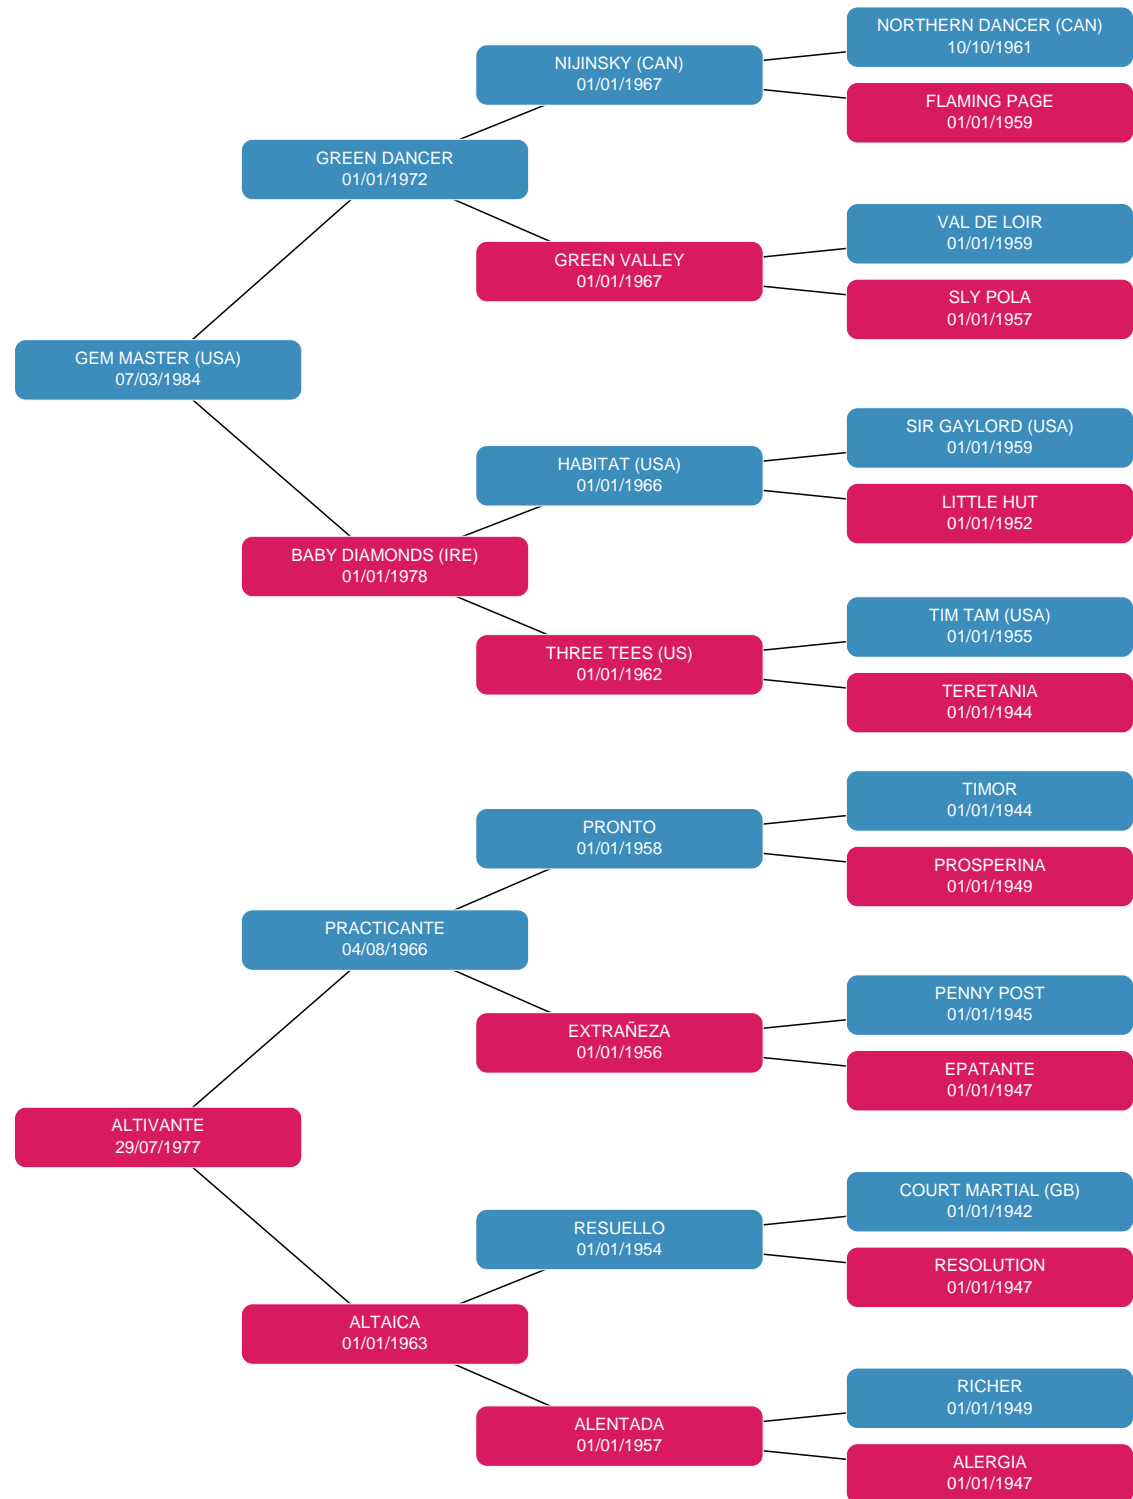 NORTHERN DANCER (CAN)
10/10/1961
NIJINSKY (CAN)
01/01/1967
FLAMING PAGE
01/01/1959
GREEN DANCER
01/01/1972
VAL DE LOIR
01/01/1959
GREEN VALLEY
01/01/1967
SLY POLA
01/01/1957
GEM MASTER (USA)
07/03/1984
SIR GAYLORD (USA)
01/01/1959
HABITAT (USA)
01/01/1966
LITTLE HUT
01/01/1952
BABY DIAMONDS (IRE)
01/01/1978
TIM TAM (USA)
01/01/1955
THREE TEES (US)
01/01/1962
TERETANIA
01/01/1944
TIMOR
01/01/1944
PRONTO
01/01/1958
PROSPERINA
01/01/1949
PRACTICANTE
04/08/1966
PENNY POST
01/01/1945
EXTRAÑEZA
01/01/1956
EPATANTE
01/01/1947
ALTIVANTE
29/07/1977
COURT MARTIAL (GB)
01/01/1942
RESUELLO
01/01/1954
RESOLUTION
01/01/1947
ALTAICA
01/01/1963
RICHER
01/01/1949
ALENTADA
01/01/1957
ALERGIA
01/01/1947